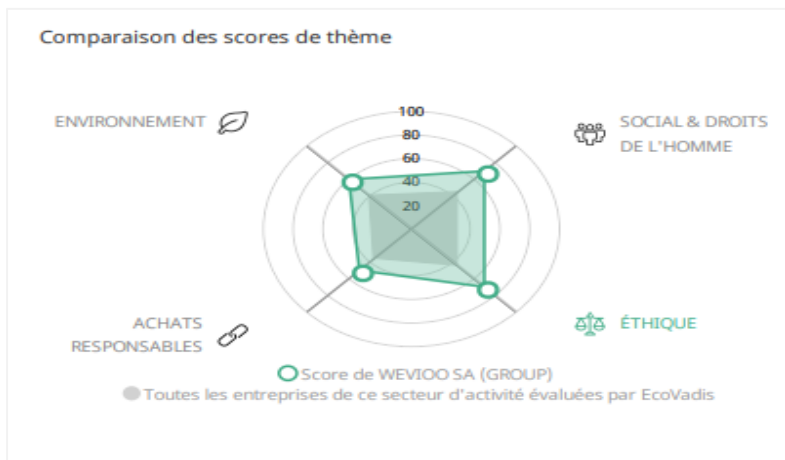 Comparaison des scores de thème
ENVIRONNEMENT
SOCIAL & DROITS
DE L'HOMME
100
80
60
40
20
ACHATS
RESPONSABLES
ÉTHIQUE
Score de WEVIOO SA (GROUP)
Toutes les entreprises de ce secteur d'activité évaluées par EcoVadis